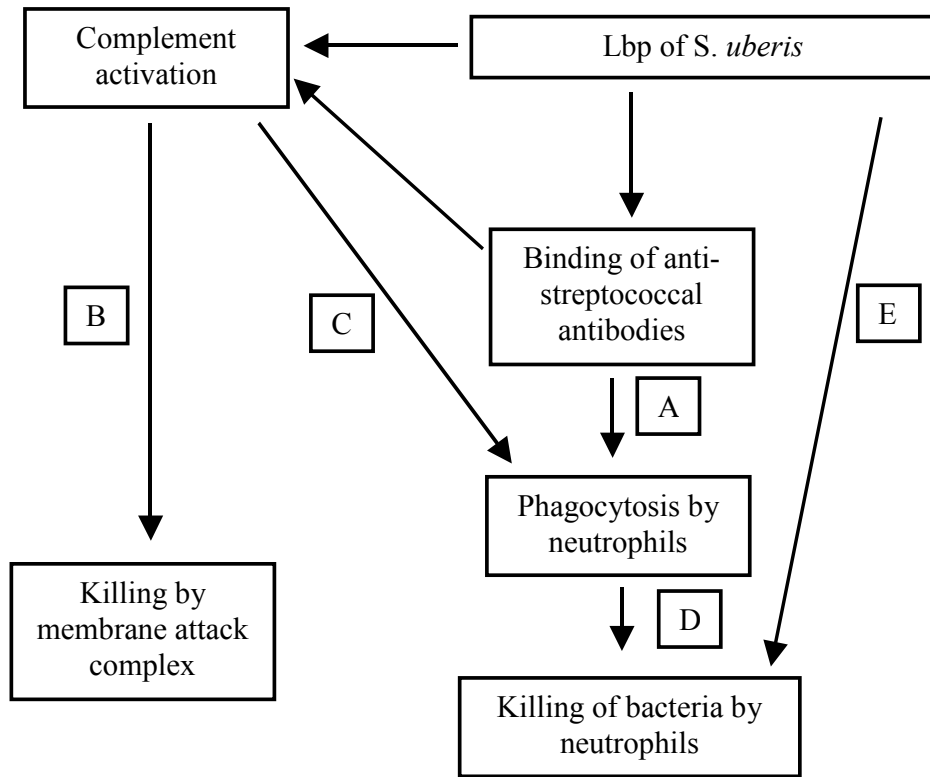 Complement
activation
Lbp of S. uberis
Binding of anti-
streptococcal
antibodies
B
C
E
A
Phagocytosis by
neutrophils
Killing by
membrane attack
complex
D
Killing of bacteria by
neutrophils